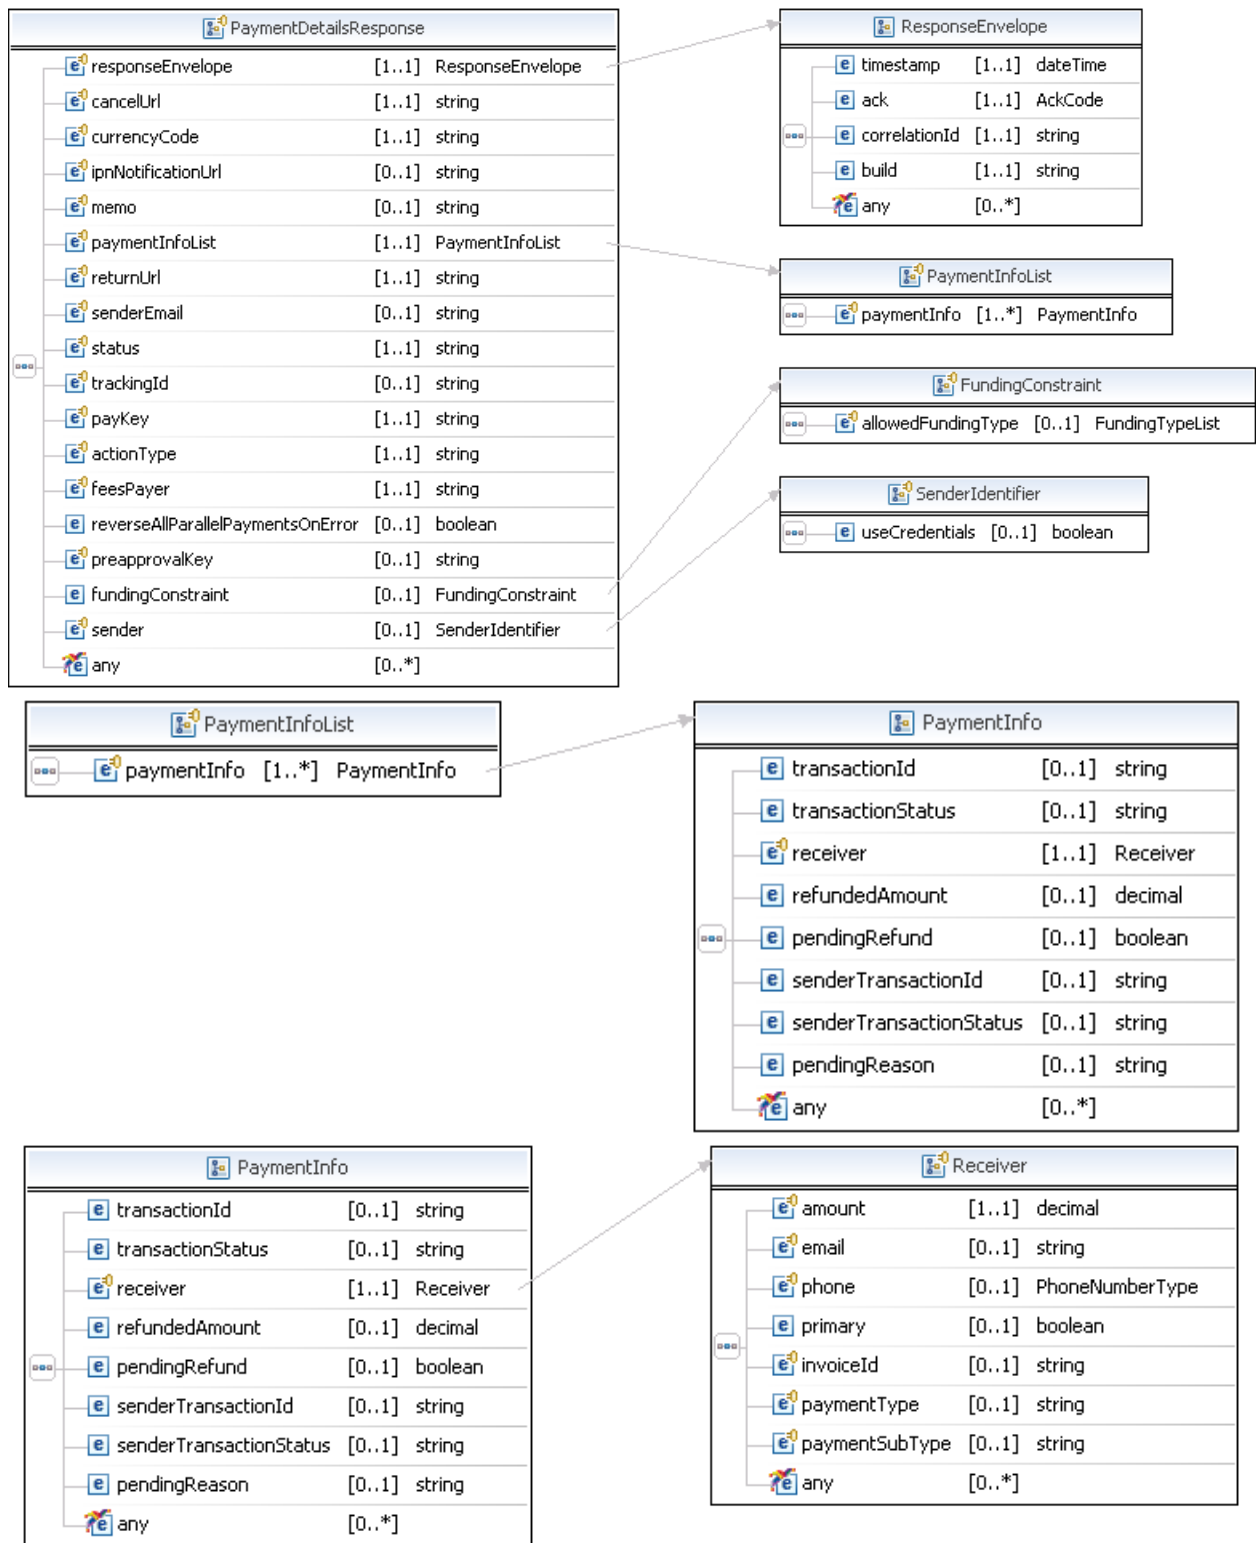 PaymentDetailsResponse
responseEnvelope [1..1] ResponseEnvelope
cancelUrl [1..1] string
currencyCode [1..1] string
ipnNotificationUrl [0..1] string
memo [0..1] string
paymentInfoList [1..1] PaymentInfoList
returnUrl [1..1] string
senderEmail [0..1] string
status [1..1] string
trackingId [0..1] string
payKey [1..1] string
actionType [1..1] string
feesPayer [1..1] string
reverseAllParallelPaymentsOnError [0..1] boolean
preapprovalKey [0..1] string
fundingConstraint [0..1] FundingConstraint
sender [0..1] SenderIdentifier
any [0..*]
ResponseEnvelope
timestamp [1..1] dateTime
ack [1..1] AckCode
correlationId [1..1] string
build [1..1] string
any [0..*]
PaymentInfoList
paymentInfo [1..*] PaymentInfo
FundingConstraint
allowedFundingType [0..1] FundingTypeList
SenderIdentifier
useCredentials [0..1] boolean
PaymentInfoList
paymentInfo [1..*] PaymentInfo
PaymentInfo
transactionId [0..1] string
transactionStatus [0..1] string
receiver [1..1] Receiver
refundedAmount [0..1] decimal
pendingRefund [0..1] boolean
senderTransactionId [0..1] string
senderTransactionStatus [0..1] string
pendingReason [0..1] string
any [0..*]
PaymentInfo
transactionId [0..1] string
transactionStatus [0..1] string
receiver [1..1] Receiver
refundedAmount [0..1] decimal
pendingRefund [0..1] boolean
senderTransactionId [0..1] string
senderTransactionStatus [0..1] string
pendingReason [0..1] string
any [0..*]
Receiver
amount [1..1] decimal
email [0..1] string
phone [0..1] PhoneNumberType
primary [0..1] boolean
invoiceId [0..1] string
paymentType [0..1] string
paymentSubType [0..1] string
any [0..*]